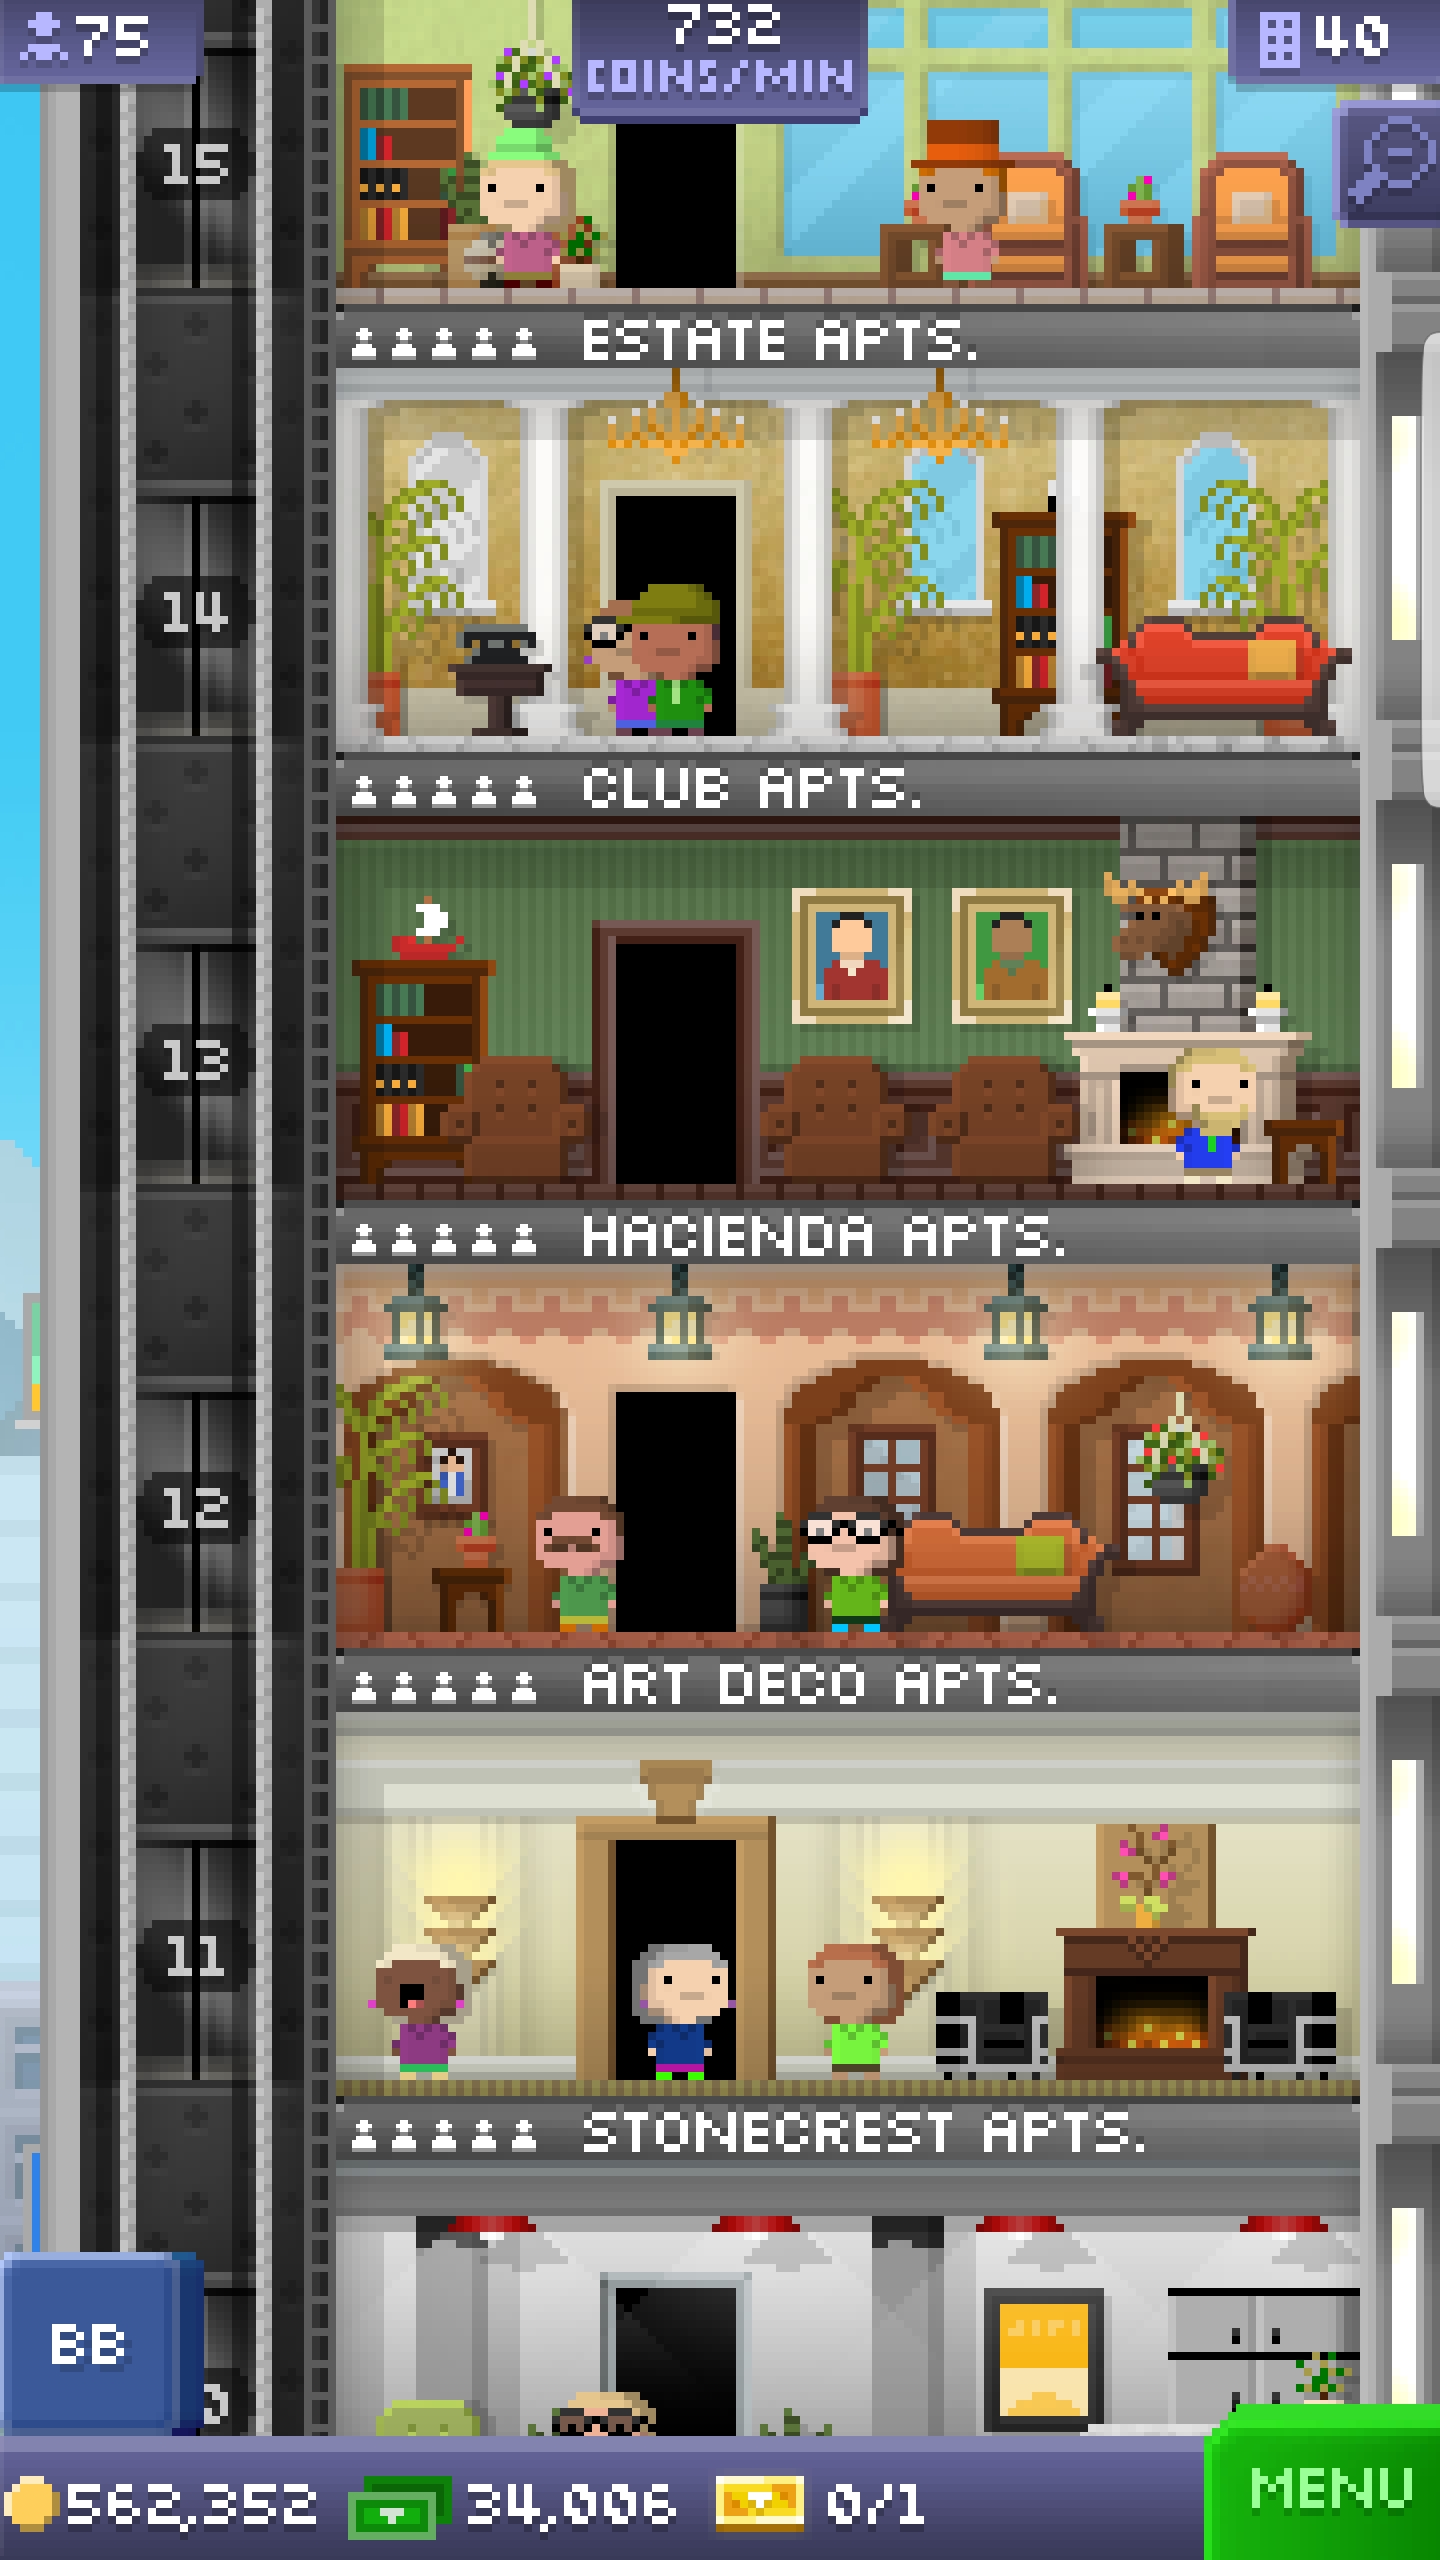 75
732
COINS/MIN
40
15
ESTATE APTS.
14
CLUB APTS.
13
HACIENDA APTS.
12
ART DECO APTS.
11
STONECREST APTS.
BB
562,352
34,006
0/1
MENU